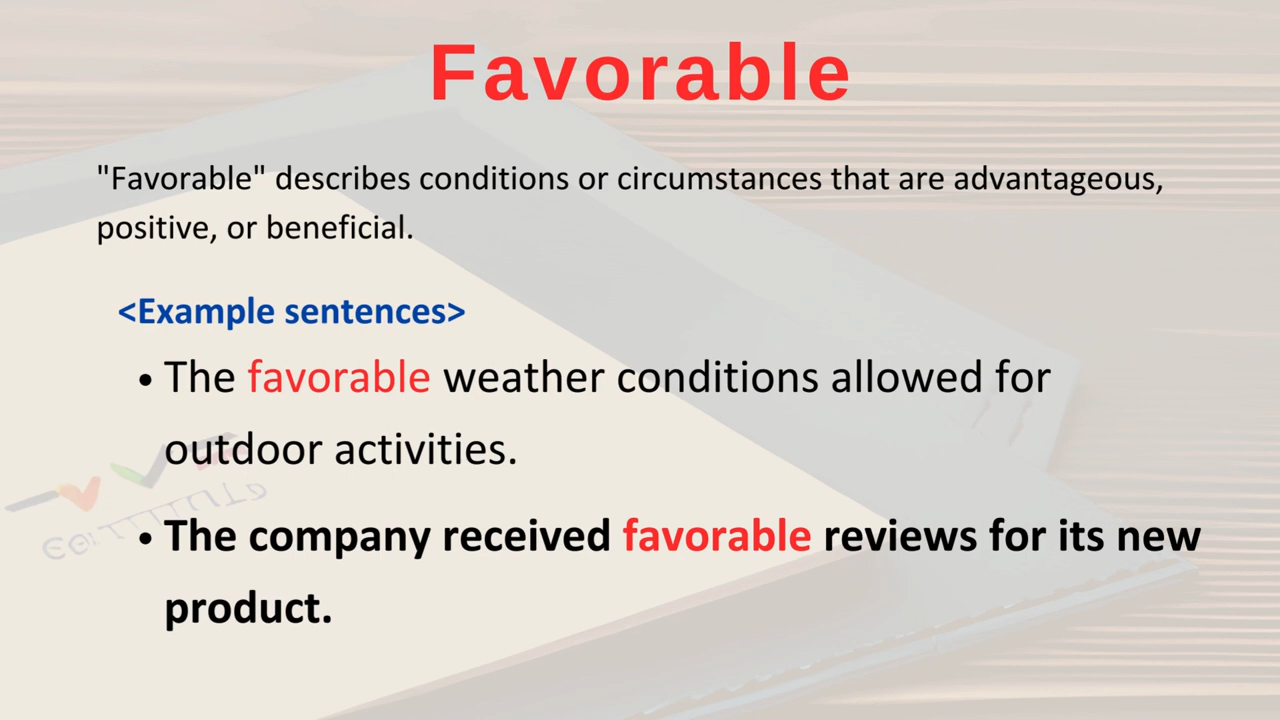 Favorable
"Favorable" describes conditions or circumstances that are advantageous,
positive, or beneficial.
<Example sentences>
• The favorable weather conditions allowed for
outdoor activities.
• The company received favorable reviews for its new
product.